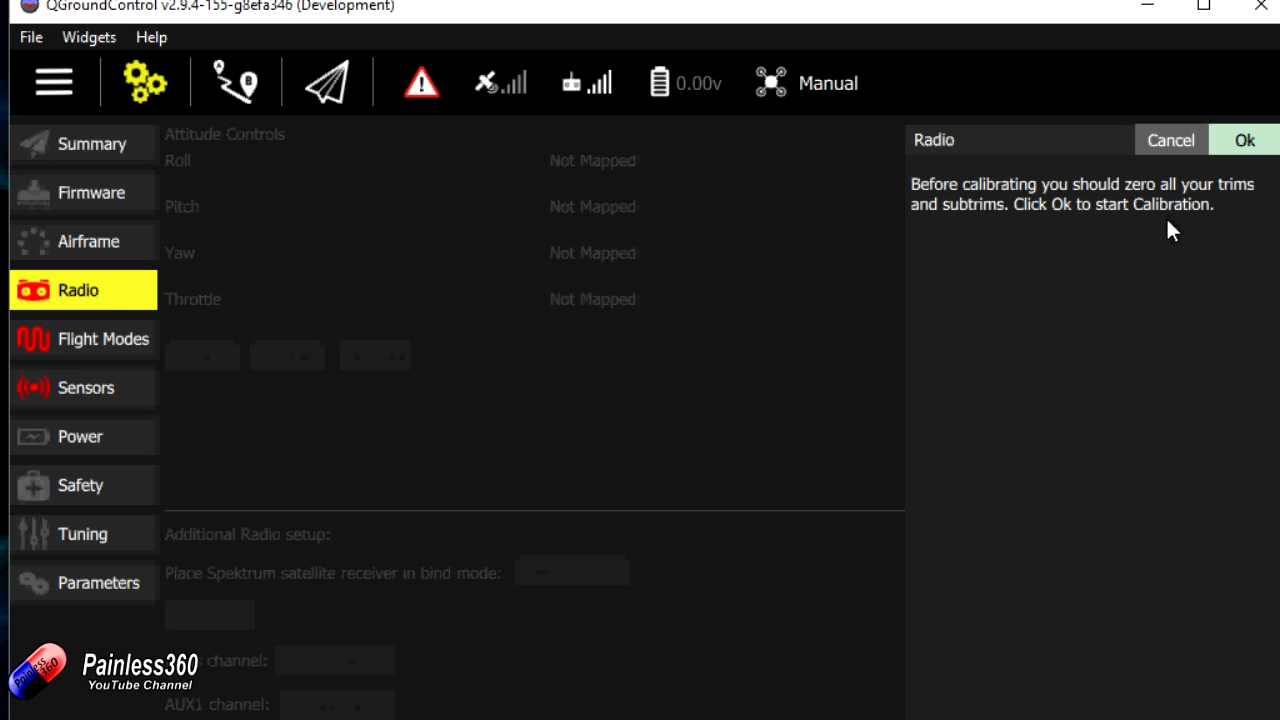 QGroundControl v2.9.4-155-g8efa346 (Development)
File Widgets Help
0.00v Manual
Summary
Firmware
Airframe
Radio
Flight Modes
Sensors
Power
Safety
Tuning
Parameters
Attitude Controls
Roll Not Mapped
Pitch Not Mapped
Yaw Not Mapped
Throttle Not Mapped
Additional Radio setup:
Place Spektrum satellite receiver in bind mode:
channel:
AUX1 channel:
Radio Cancel Ok
Before calibrating you should zero all your trims
and subtrims. Click Ok to start Calibration.
Painless360
Painless360
YouTube Channel